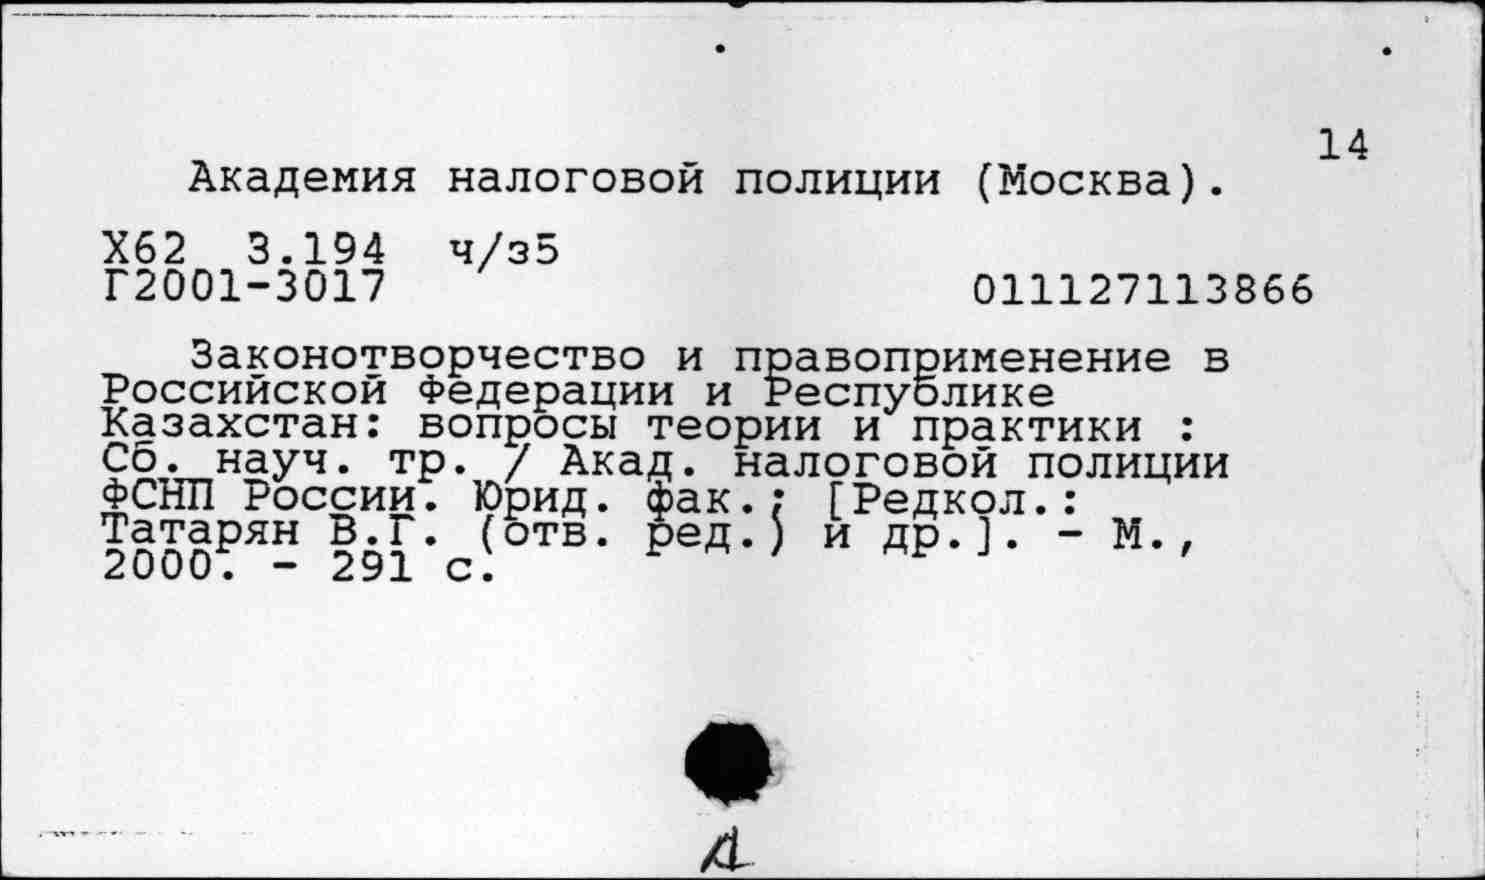 14
Академия налоговой полиции (Москва).
Х62 3.194 ч/з5
Г2001-3017 011127113866
Законотворчество и правоприменение в
Российской Федерации и Республике
Казахстан: вопросы теории и практики :
Сб. науч. тр. / Акад. налоговой полиции
ФСНП России. Юрид. фак.; [Редкол.:
Татарян В.Г. (отв. ред.) и др.]. - М.,
2000. - 291 с.